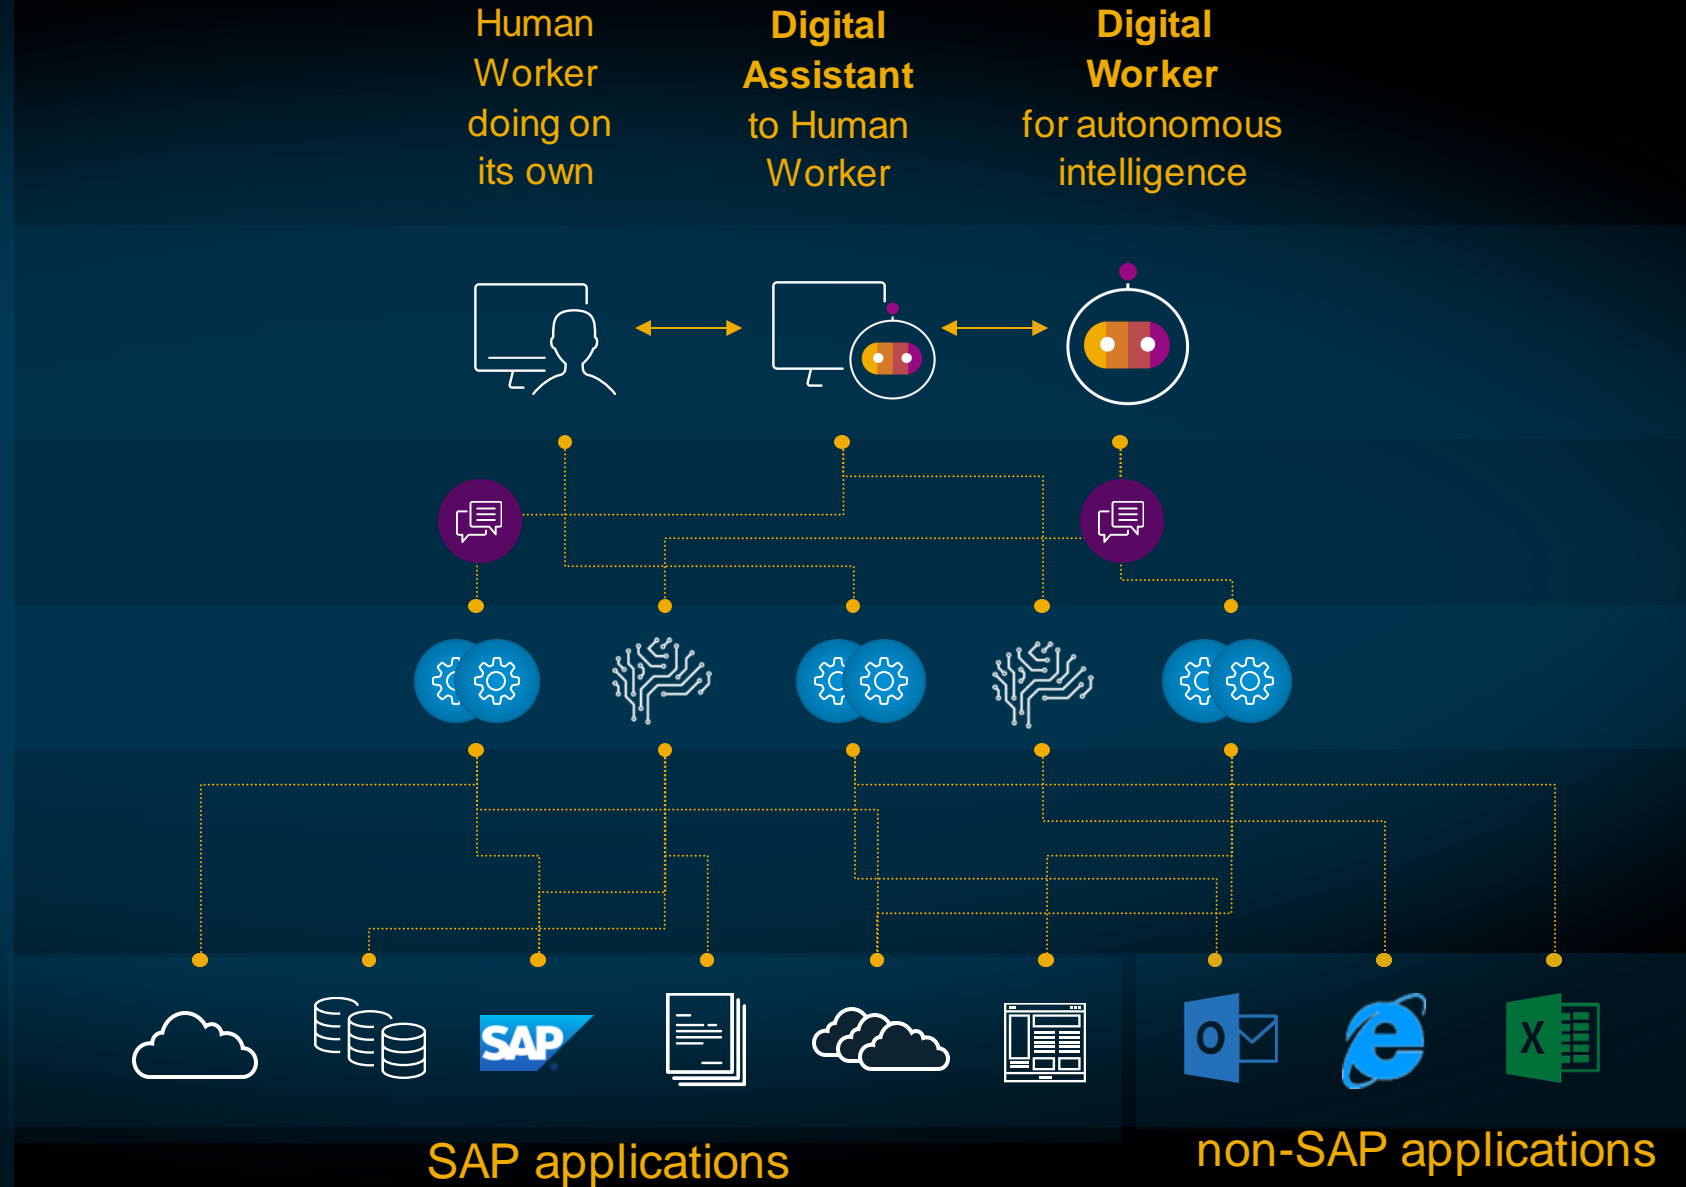 Human
Worker
doing on
its own
Digital
Assistant
to Human
Worker
Digital
Worker
for autonomous
intelligence
SAP
®
O
e
X
SAP applications
non-SAP applications